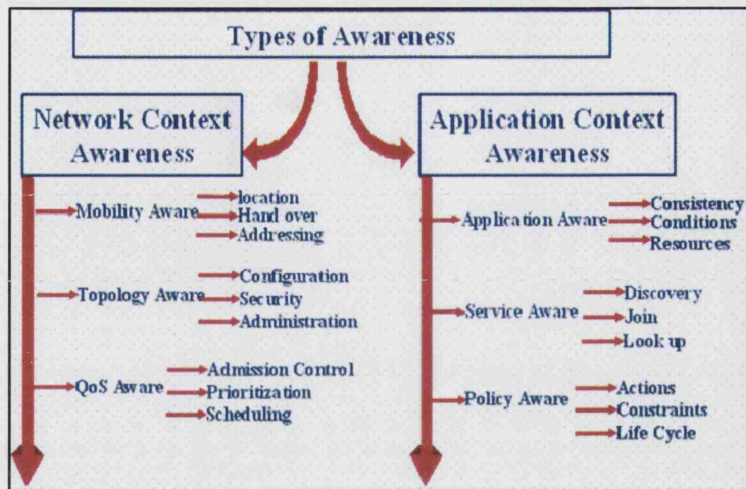 Types of Awareness
Network Context
Awareness
Mobility Aware
location
Hand over
Addressing
Topology Aware
Configuration
Security
Administration
QoS Aware
Admission Control
Prioritization
Scheduling
Application Context
Awareness
Application Aware
Consistency
Conditions
Resources
Service Aware
Discovery
Join
Look up
Policy Aware
Actions
Constraints
Life Cycle